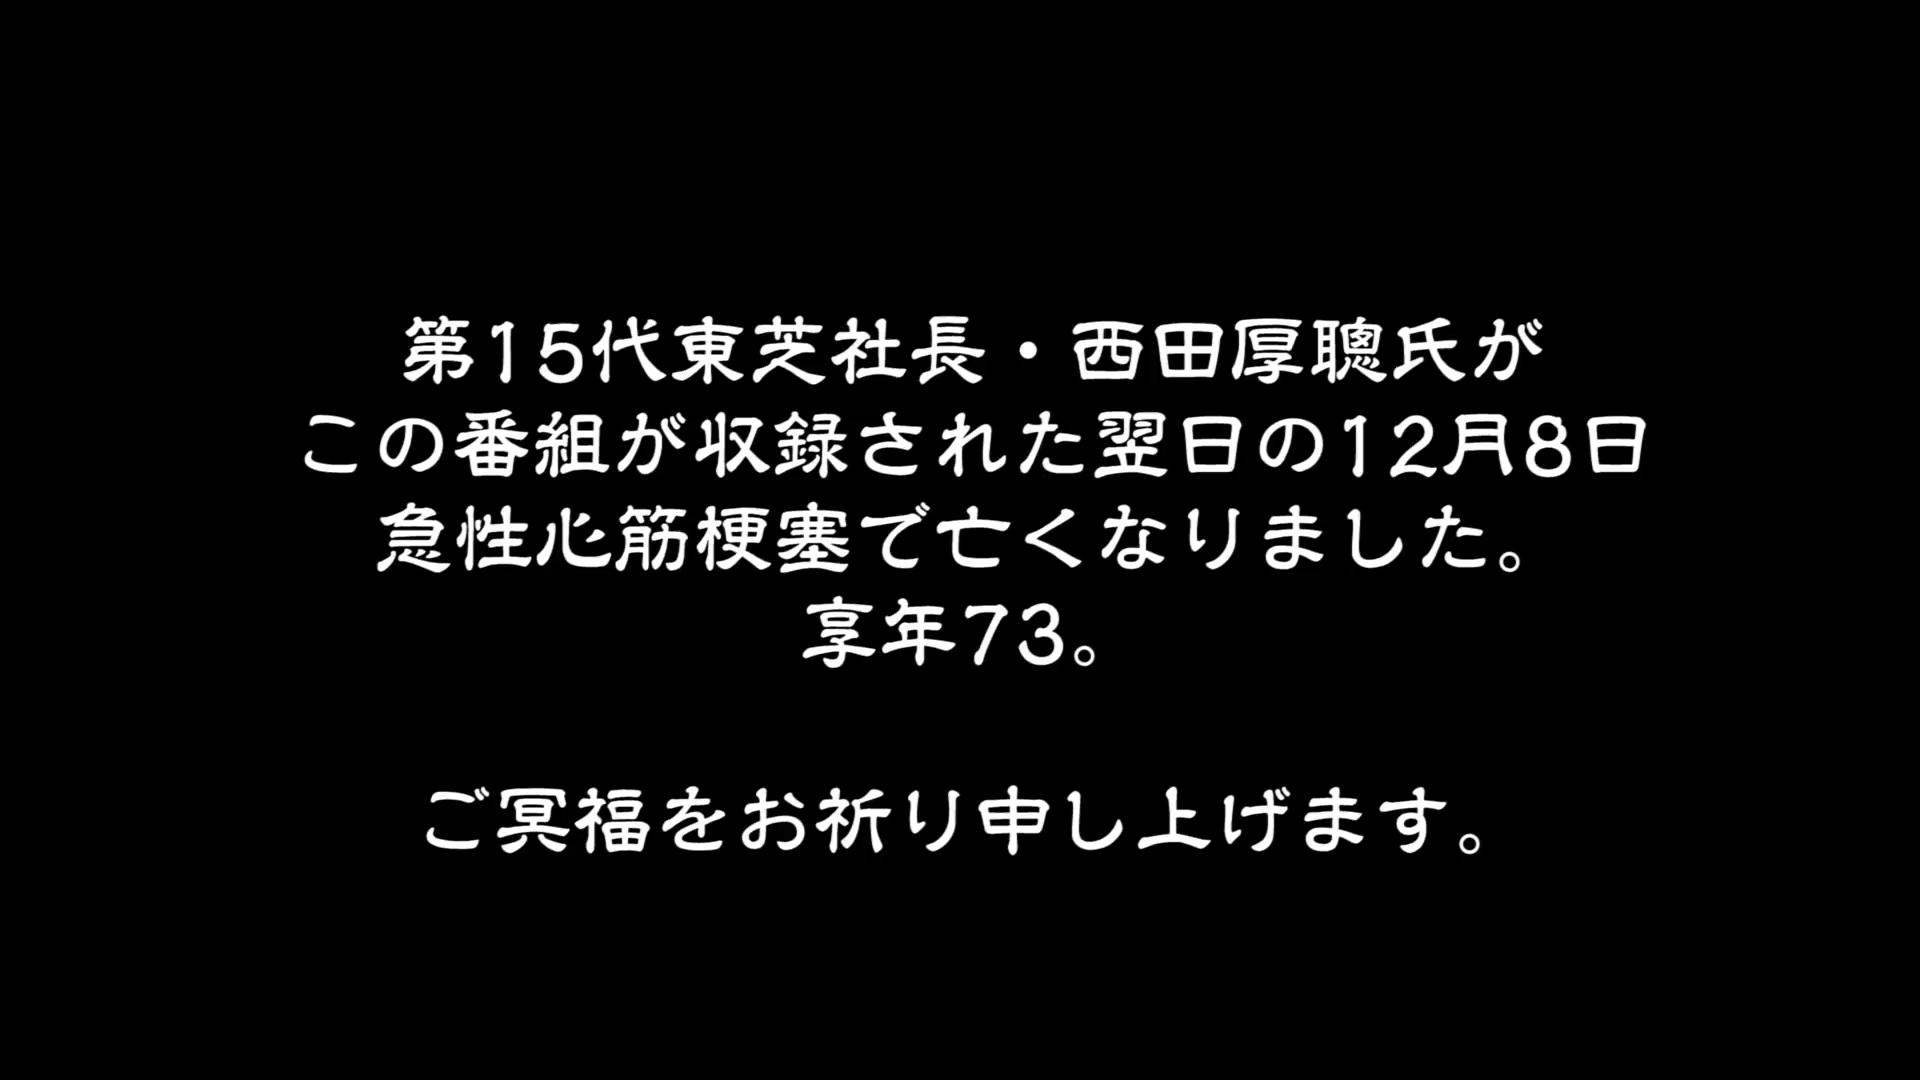 第15代東芝社長・西田厚聰氏が
この番組が収録された翌日の12月8日
急性心筋梗塞で亡くなりました。
享年73。
ご冥福をお祈り申し上げます。